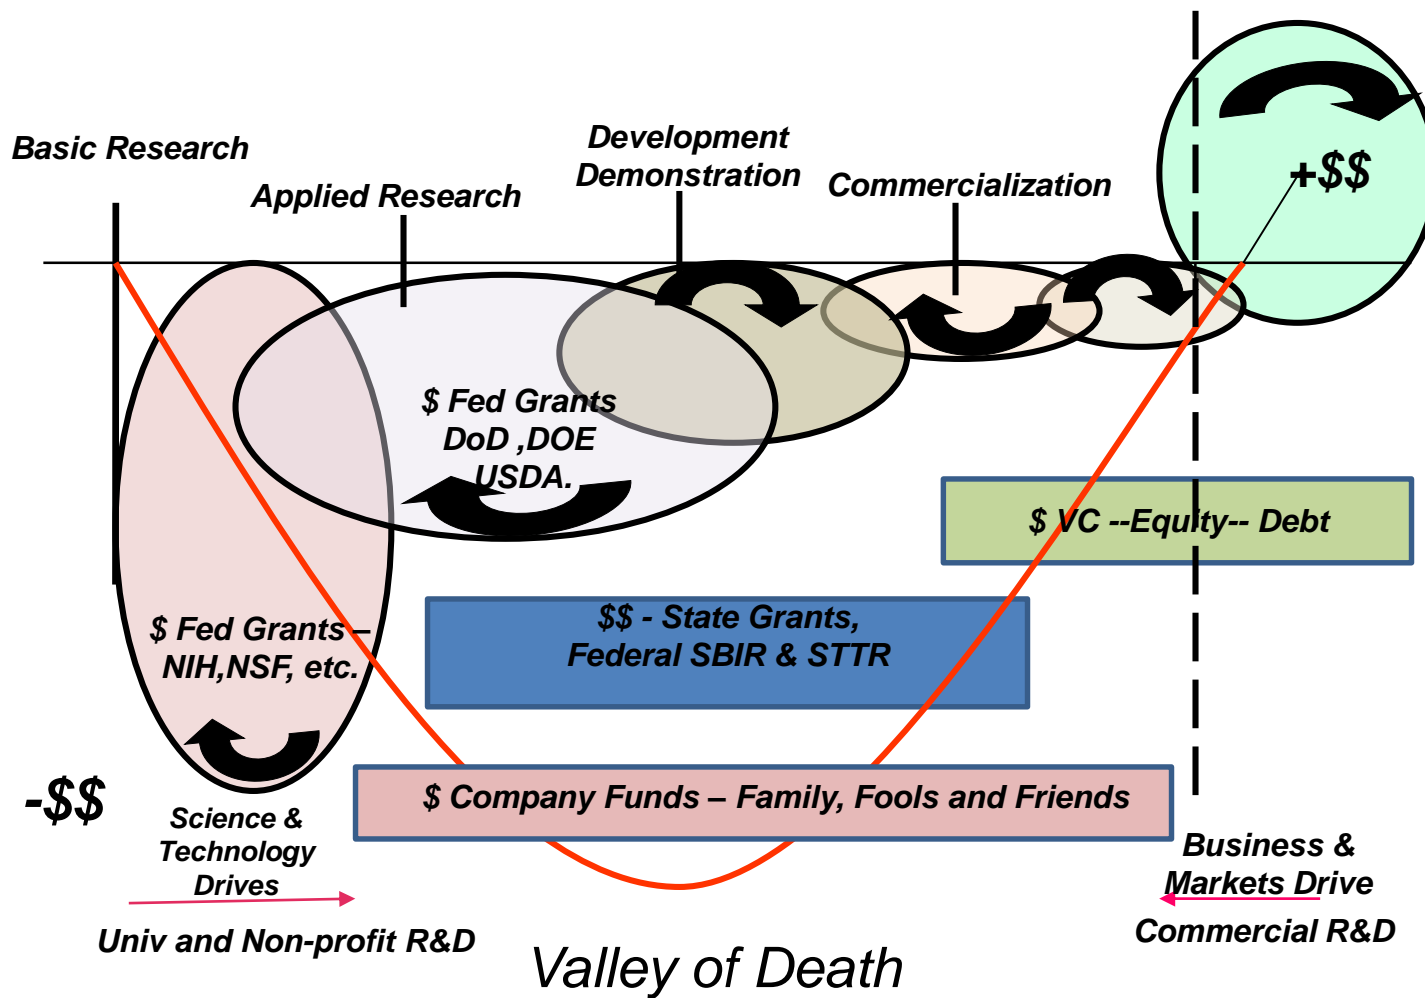 Basic Research
Applied Research
Development
Demonstration
Commercialization
+$$
$ Fed Grants
DoD ,DOE
USDA.
$ VC --Equity-- Debt
$ Fed Grants –
NIH,NSF, etc.
$$ - State Grants,
Federal SBIR & STTR
-$$
$ Company Funds – Family, Fools and Friends
Science &
Technology
Drives
Univ and Non-profit R&D
Business &
Markets Drive
Commercial R&D
Valley of Death